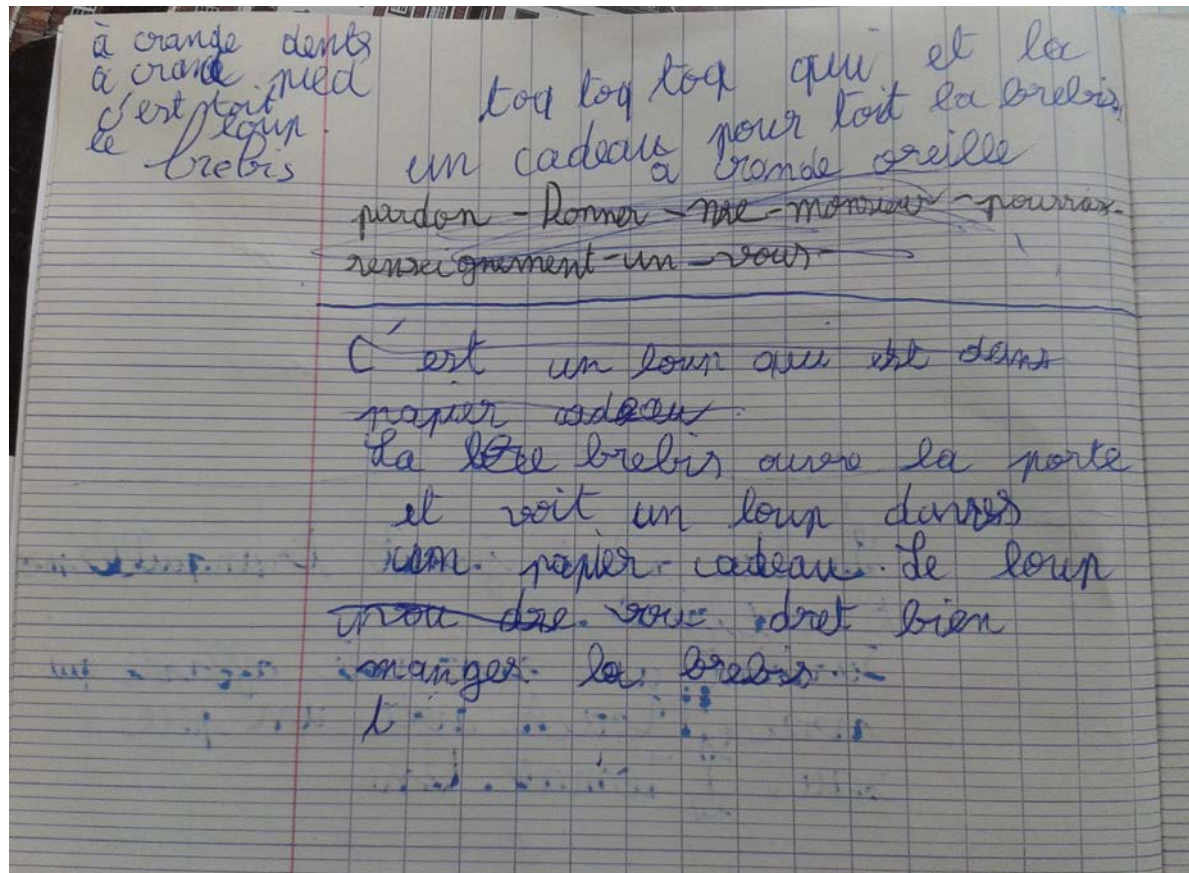 à crande dents
à crande pied
c'est toit
le loup.
brebis
toq toq toq qui et la
un cadeau pour toit la brebis
à crande oreille
pardon - Donner - me - monsieur - pourriez-
renseignement - un - vous -
C'est un loup qui est dans
papier cadeau.
La brebis ouvre la porte
et voit un loup dans
un papier cadeau. Le loup
vou dret bien
manger la brebis
t